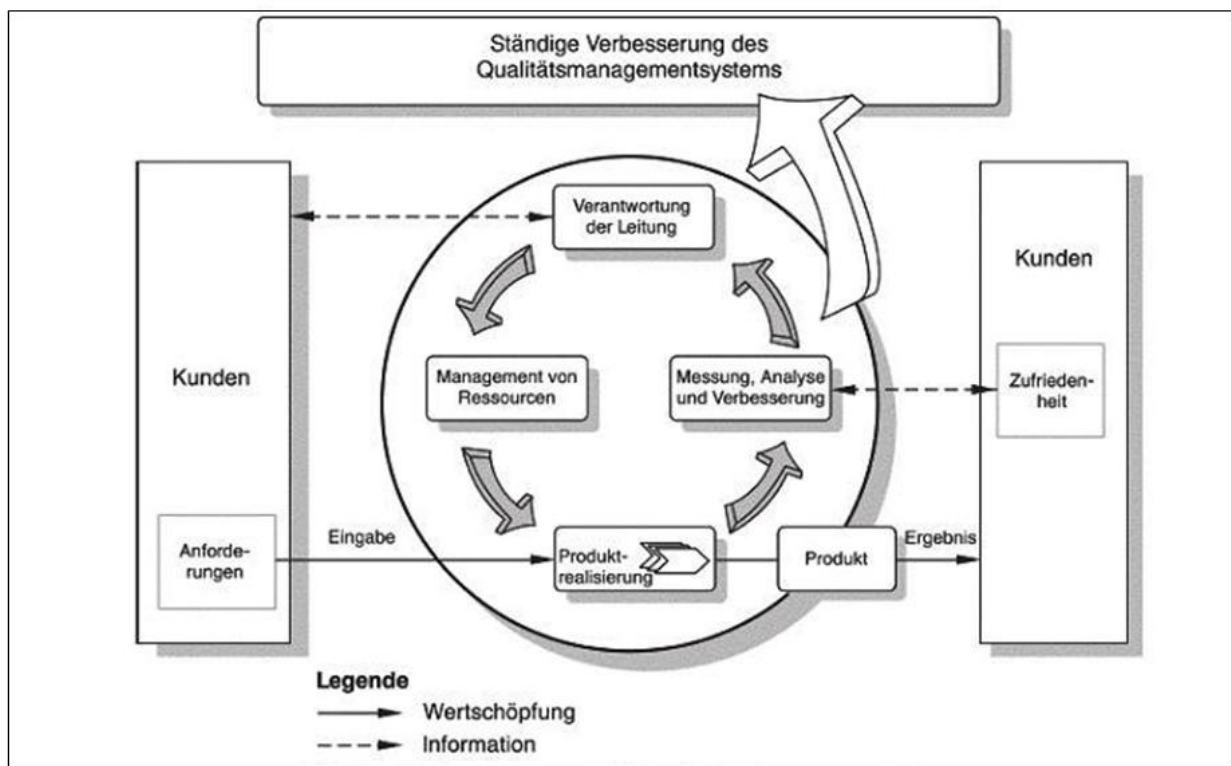 Ständige Verbesserung des
Qualitätsmanagementsystems
Verantwortung
der Leitung
Kunden
Kunden
Management von
Ressourcen
Messung, Analyse
und Verbesserung
Zufrieden-
heit
Anforde-
rungen
Eingabe
Produkt-
realisierung
Produkt
Ergebnis
Legende
Wertschöpfung
Information